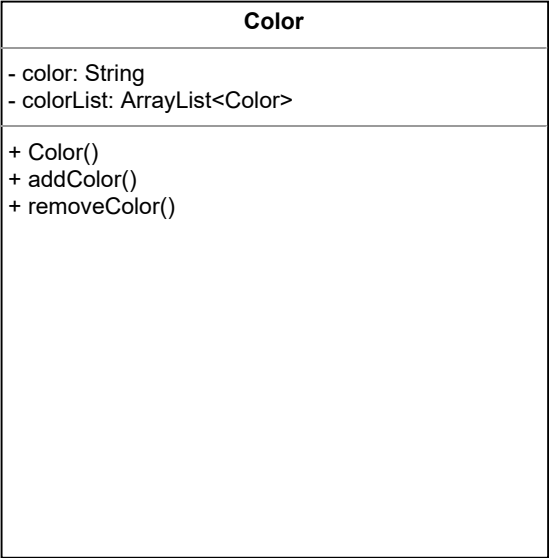 Color
- color: String
- colorList: ArrayList<Color>
+ Color()
+ addColor()
+ removeColor()